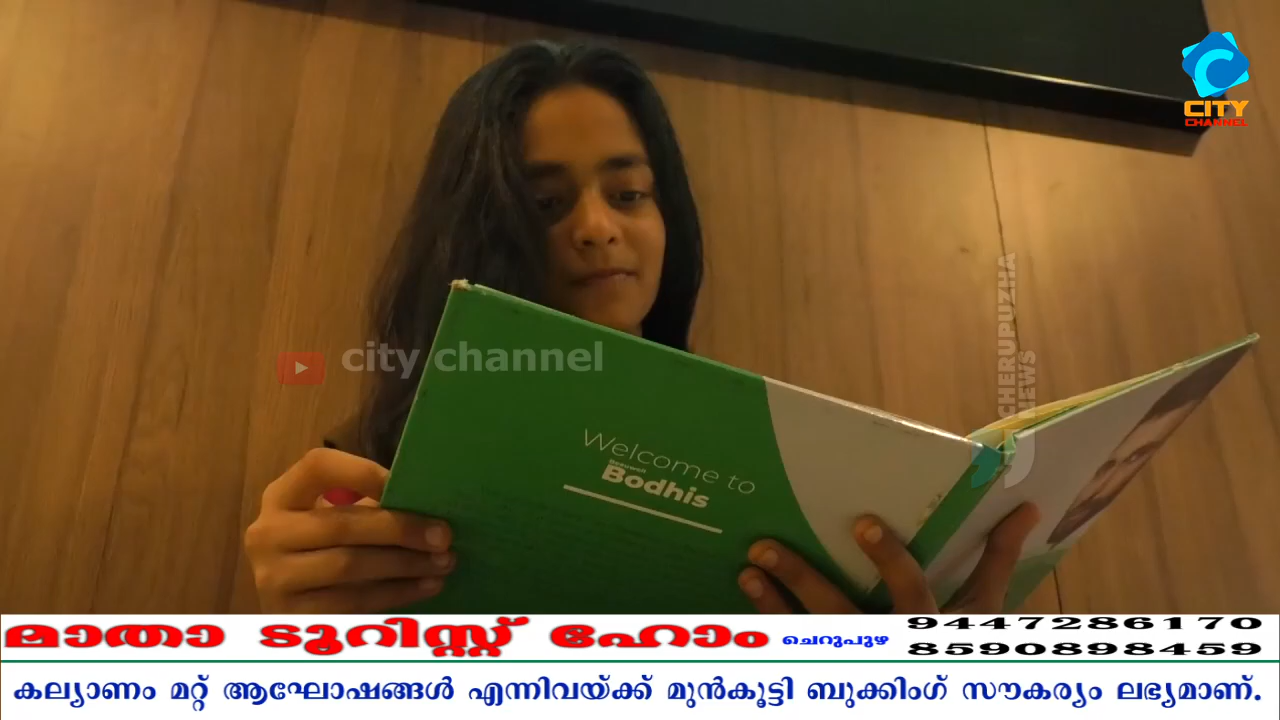 CITY
CHANNEL
CHERUPUZHA
NEWS
city channel
Welcome to
Bodhis
മാതാ ടൂറിസ്റ്റ് ഹോം ചെറുപുഴ 9447286170
8590898459
കല്യാണം മറ്റ് ആഘോഷങ്ങൾ എന്നിവയ്ക്ക് മുൻകൂട്ടി ബുക്കിംഗ് സൗകര്യം ലഭ്യമാണ്.